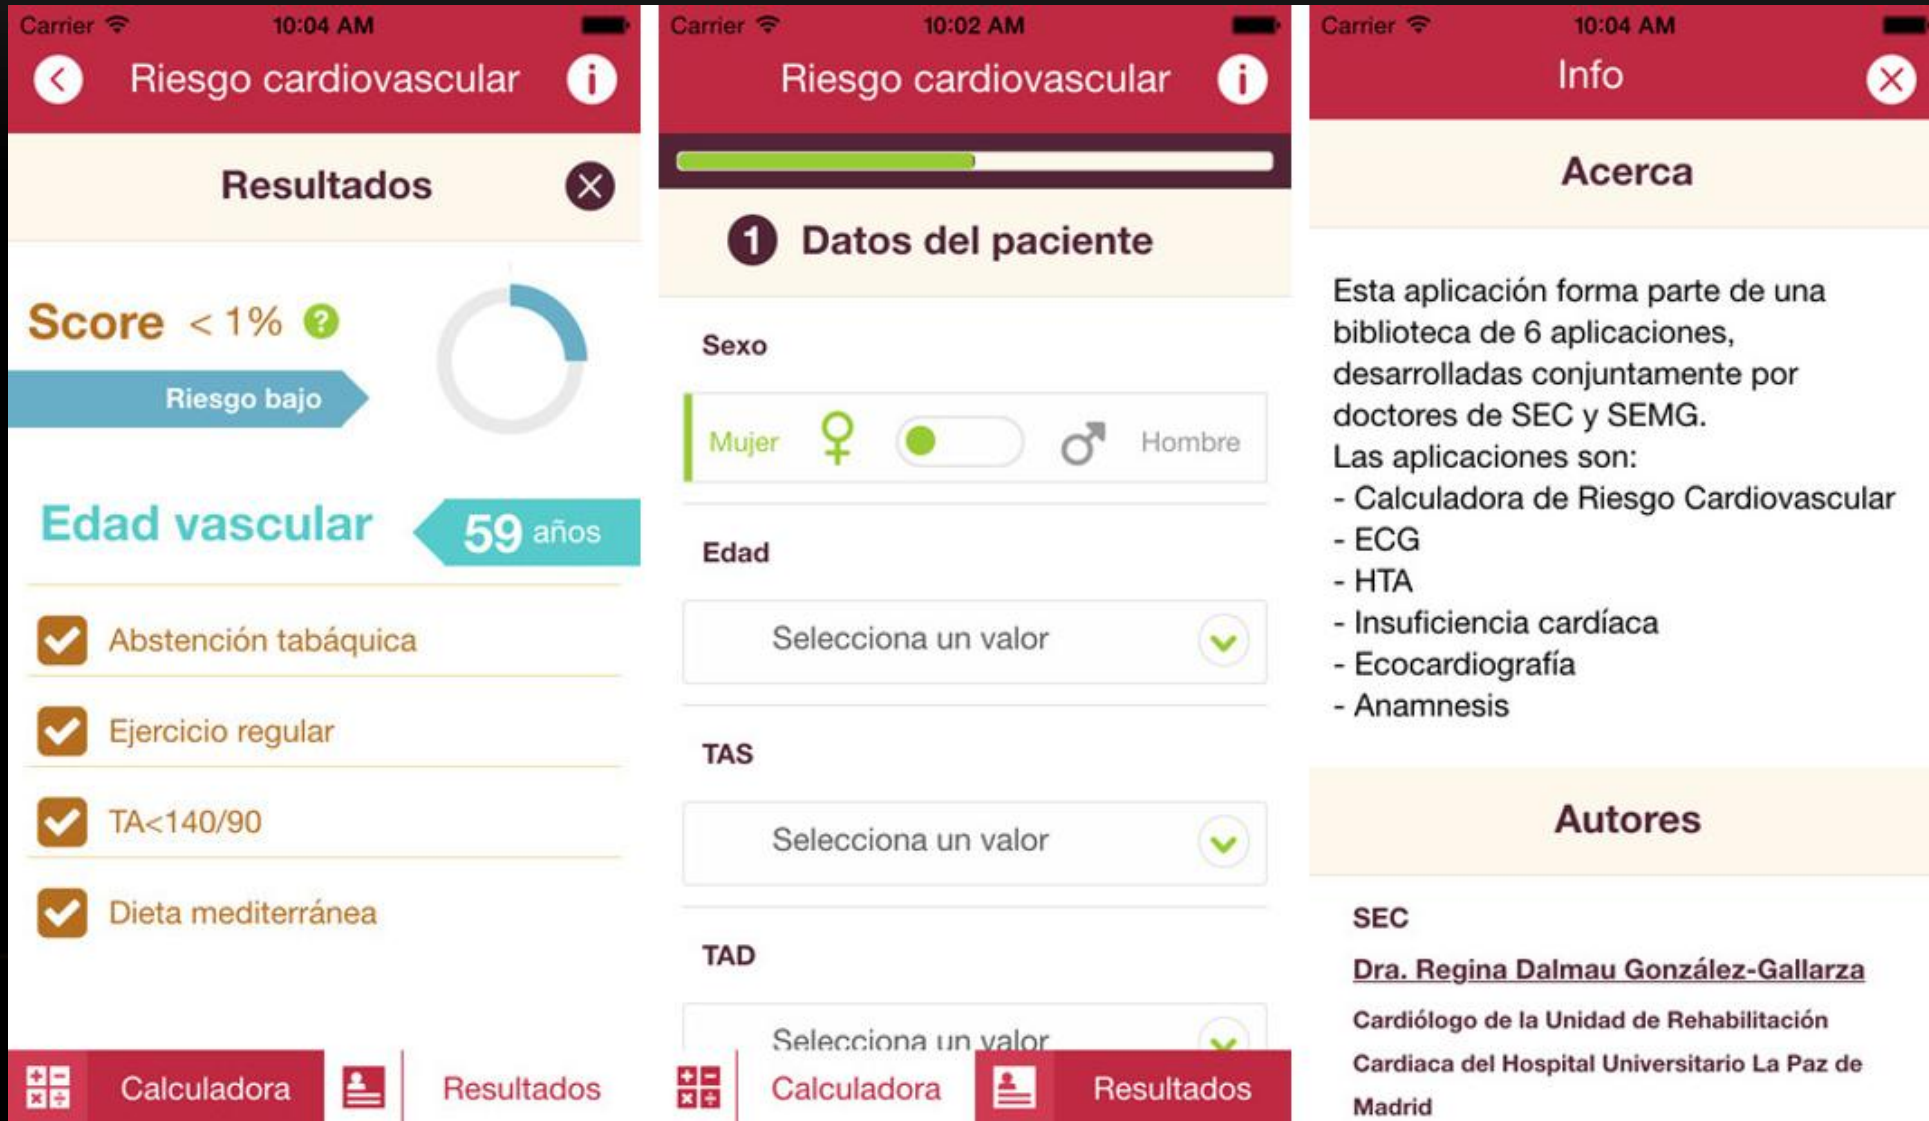 Carrier
10:04 AM
Riesgo cardiovascular
i
Resultados
Score < 1% ?
Riesgo bajo
Edad vascular 59 años
Abstención tabáquica
Ejercicio regular
TA<140/90
Dieta mediterránea
Calculadora
Resultados
Carrier
10:02 AM
Riesgo cardiovascular
i
1 Datos del paciente
Sexo
Mujer
Hombre
Edad
Selecciona un valor
TAS
Selecciona un valor
TAD
Selecciona un valor
Calculadora
Resultados
Carrier
10:04 AM
Info
Acerca
Esta aplicación forma parte de una
biblioteca de 6 aplicaciones,
desarrolladas conjuntamente por
doctores de SEC y SEMG.
Las aplicaciones son:
- Calculadora de Riesgo Cardiovascular
- ECG
- HTA
- Insuficiencia cardíaca
- Ecocardiografía
- Anamnesis
Autores
SEC
Dra. Regina Dalmau González-Gallarza
Cardiólogo de la Unidad de Rehabilitación
Cardiaca del Hospital Universitario La Paz de
Madrid